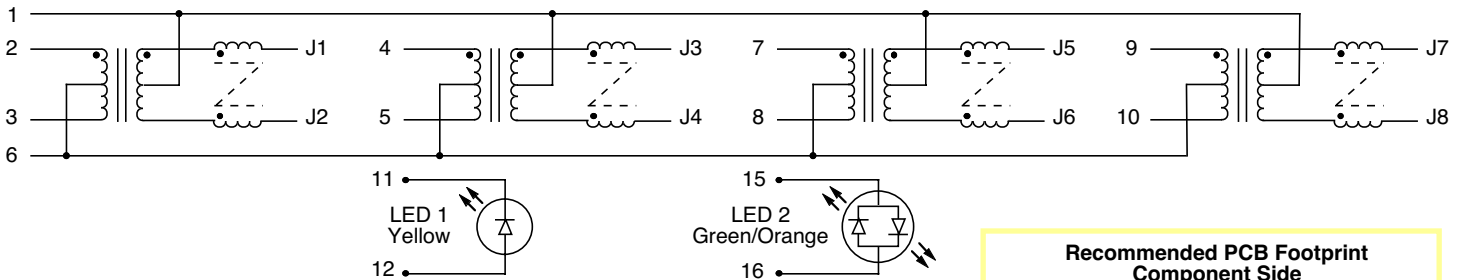 1
2 J1 4 J3 7 J5 9 J7
3 J2 5 J4 8 J6 10 J8
6
11 15
LED 1 LED 2
Yellow Green/Orange
12 16
Recommended PCB Footprint
Component Side